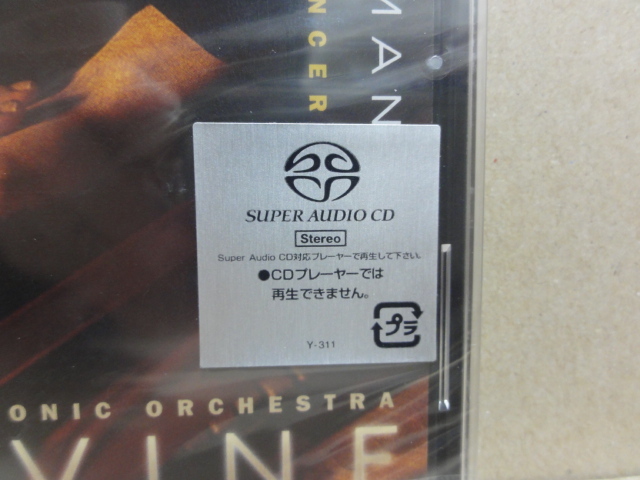 MAN
NCER
SUPER AUDIO CD
Stereo
Super Audio CD対応プレーヤーで再生して下さい。
●CDプレーヤーでは
再生できません。
プラ
Y-311
ONIC ORCHESTRA
VINE